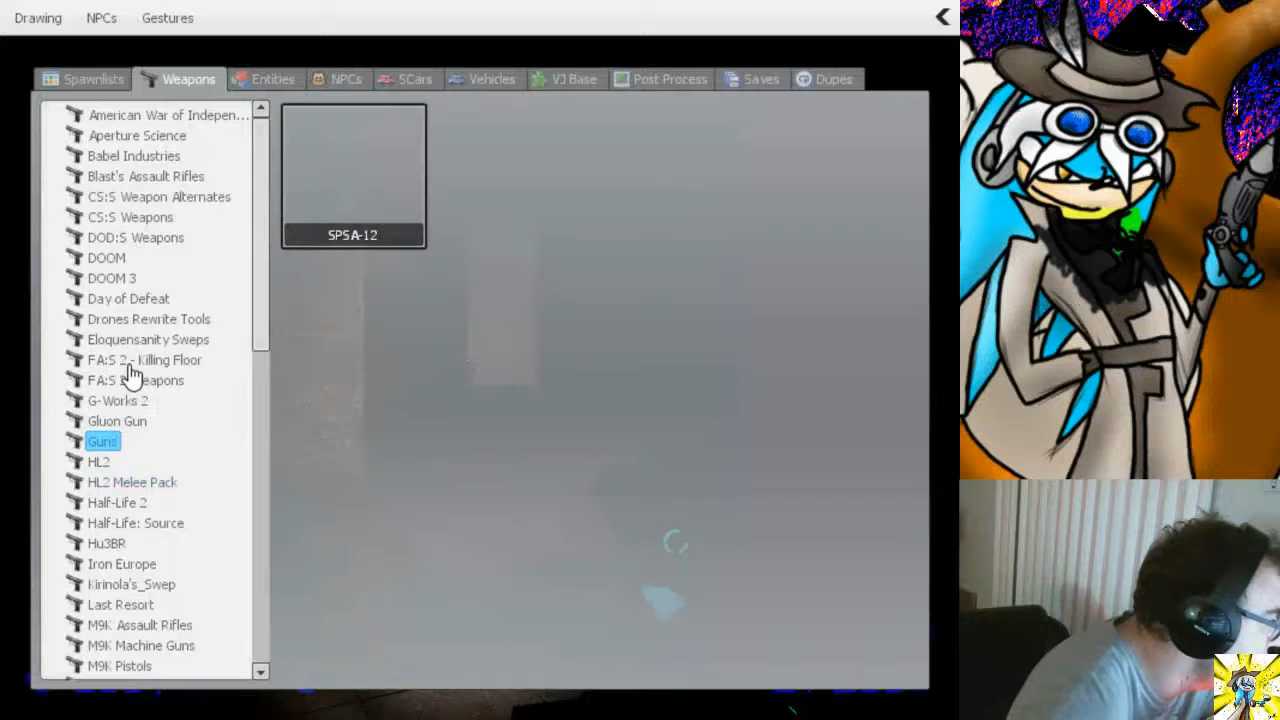 Drawing NPCs Gestures
Spawnlists Weapons Entities NPCs SCars Vehicles VJ Base Post Process Saves Dupes
American War of Indepen...
Aperture Science
Babel Industries
Blast's Assault Rifles
CS:S Weapon Alternates
CS:S Weapons
DOD:S Weapons
DOOM
DOOM 3
Day of Defeat
Drones Rewrite Tools
Eloquensanity Sweps
FA:S 2 - Killing Floor
FA:S
G-Works 2
Gluon Gun
Guns
HL2
HL2 Melee Pack
Half-Life 2
Half-Life: Source
Hu3BR
Iron Europe
Kirinola's_Swep
Last Resort
M9K Assault Rifles
M9K Machine Guns
M9K Pistols
SPSA-12